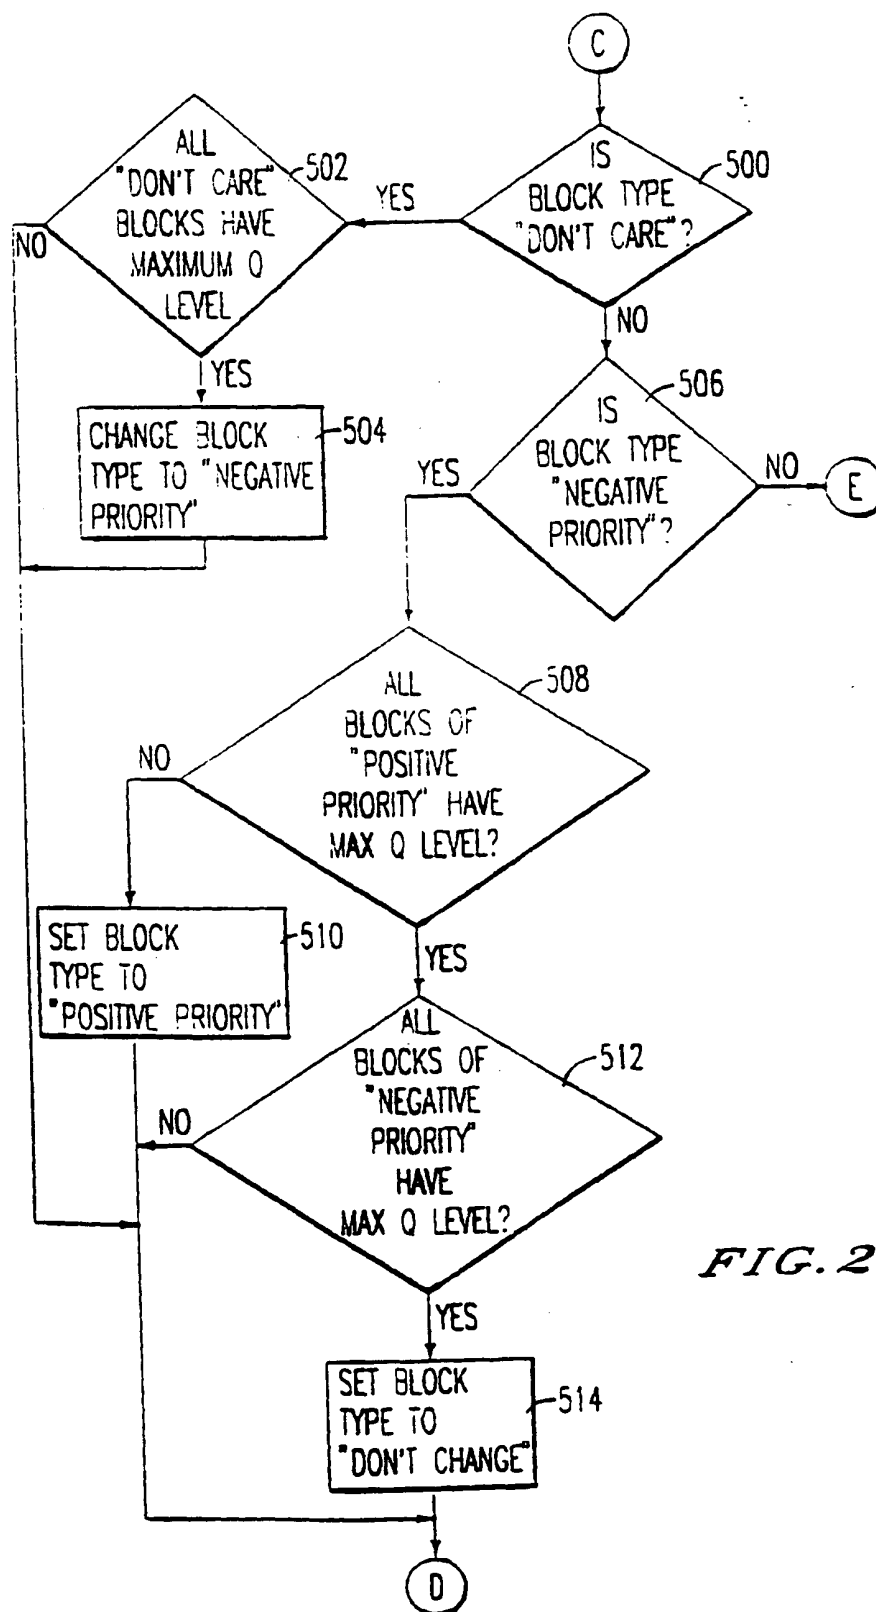 C
IS
BLOCK TYPE
"DON'T CARE"?
500
YES
NO
ALL
"DON'T CARE"
BLOCKS HAVE
MAXIMUM Q
LEVEL
502
NO
YES
CHANGE BLOCK
TYPE TO "NEGATIVE
PRIORITY"
504
IS
BLOCK TYPE
"NEGATIVE
PRIORITY"?
506
YES
NO
E
ALL
BLOCKS OF
"POSITIVE
PRIORITY" HAVE
MAX Q LEVEL?
508
NO
YES
SET BLOCK
TYPE TO
"POSITIVE PRIORITY"
510
ALL
BLOCKS OF
"NEGATIVE
PRIORITY"
HAVE
MAX Q LEVEL?
512
NO
YES
SET BLOCK
TYPE TO
"DON'T CHANGE"
514
D
FIG. 2